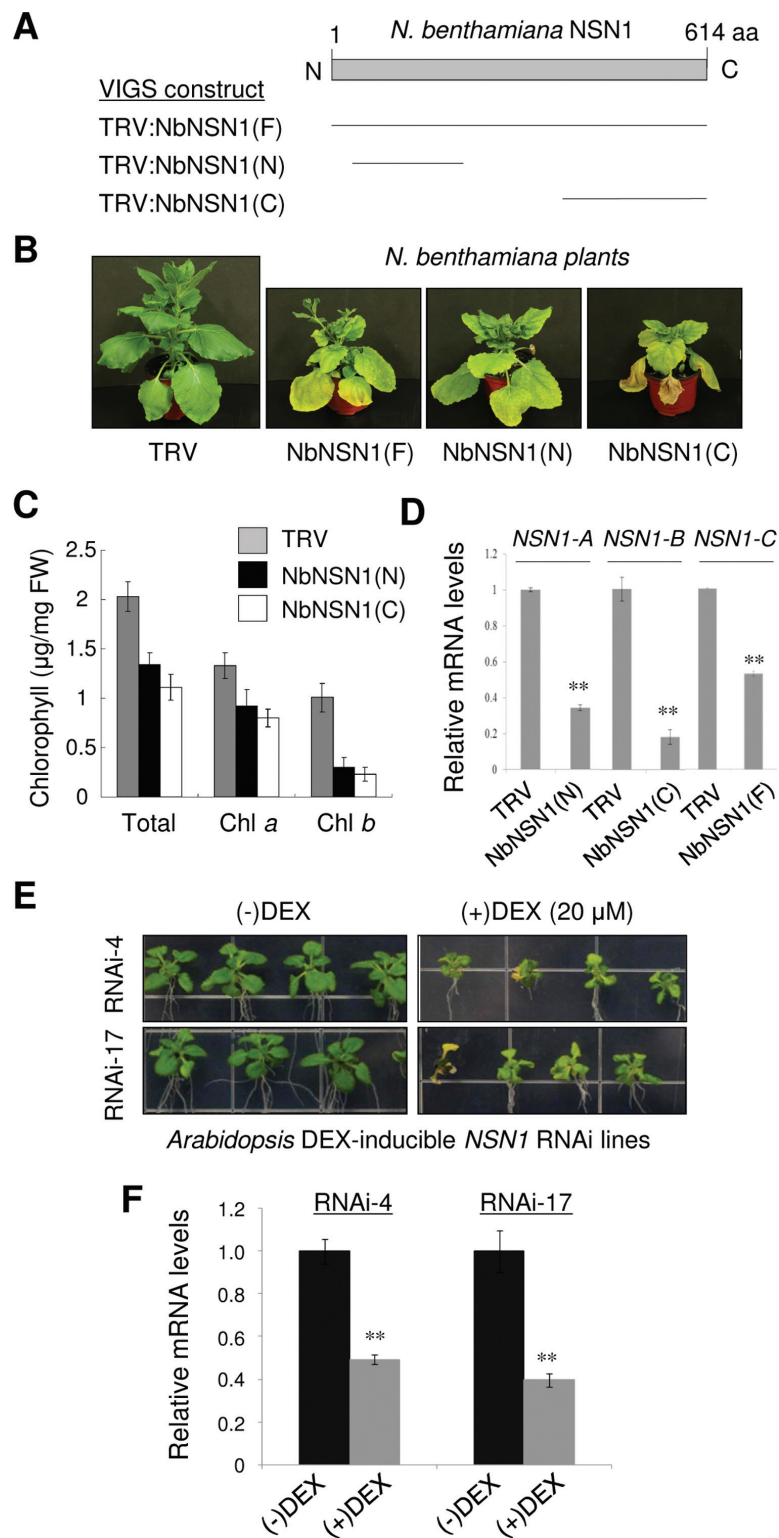 A
1 N. benthamiana NSN1 614 aa
N C
VIGS construct
TRV:NbNSN1(F)
TRV:NbNSN1(N)
TRV:NbNSN1(C)
B
N. benthamiana plants
TRV NbNSN1(F) NbNSN1(N) NbNSN1(C)
C
Chlorophyll (µg/mg FW)
2.5
2
1.5
1
0.5
0
TRV
NbNSN1(N)
NbNSN1(C)
Total Chl a Chl b
D
NSN1-A NSN1-B NSN1-C
Relative mRNA levels
1.2
1
0.8
0.6
0.4
0.2
0
** ** **
TRV NbNSN1(N) TRV NbNSN1(C) TRV NbNSN1(F)
E
(-)DEX (+)DEX (20 µM)
RNAi-4
RNAi-17
Arabidopsis DEX-inducible NSN1 RNAi lines
F
RNAi-4 RNAi-17
Relative mRNA levels
1.2
1.0
0.8
0.6
0.4
0.2
0
** **
(-)DEX (+)DEX (-)DEX (+)DEX